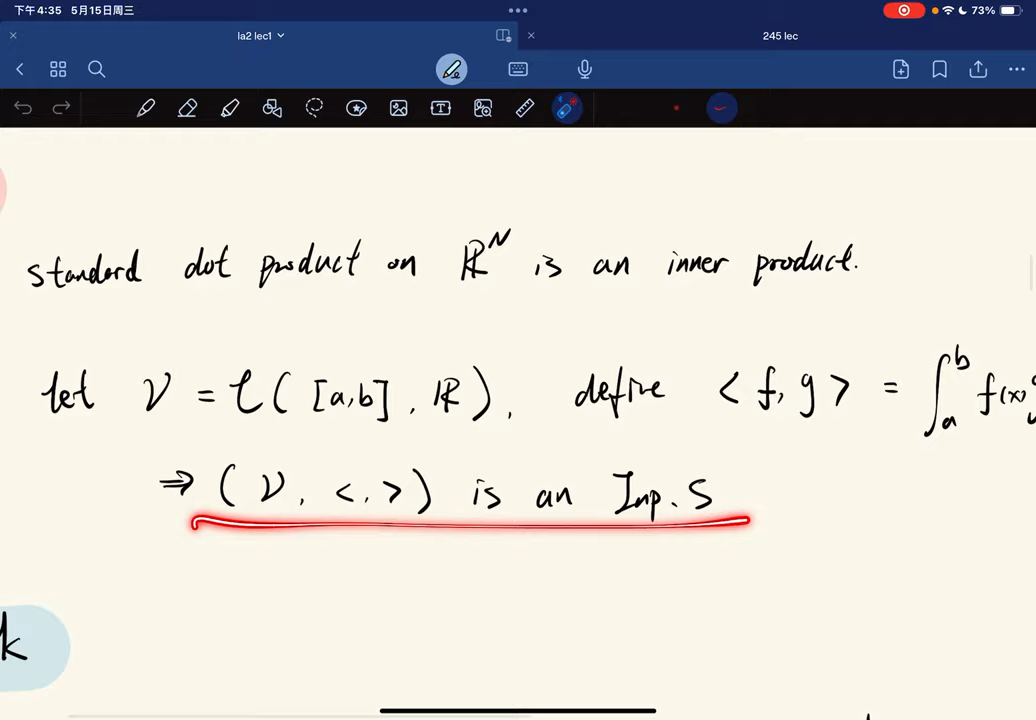 下午4:35 5月15日周三
73%
la2 lec1
245 lec
standard dot product on ℝᴺ is an inner product.
let V = C([a,b], ℝ), define <f, g> = ∫ₐᵇ f(x)
⇒ (V, <,>) is an Inp. S
k